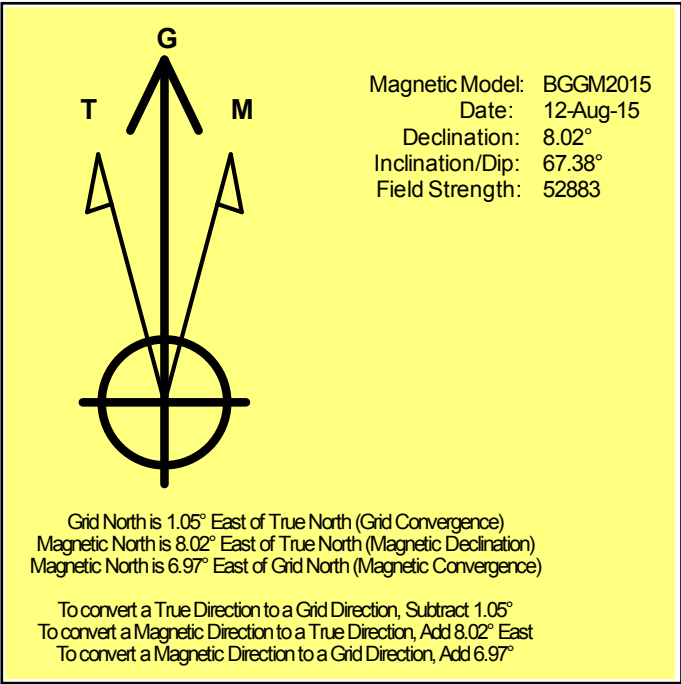 G
T M
Magnetic Model: BGGM2015
Date: 12-Aug-15
Declination: 8.02°
Inclination/Dip: 67.38°
Field Strength: 52883
Grid North is 1.05° East of True North (Grid Convergence)
Magnetic North is 8.02° East of True North (Magnetic Declination)
Magnetic North is 6.97° East of Grid North (Magnetic Convergence)
To convert a True Direction to a Grid Direction, Subtract 1.05°
To convert a Magnetic Direction to a True Direction, Add 8.02° East
To convert a Magnetic Direction to a Grid Direction, Add 6.97°